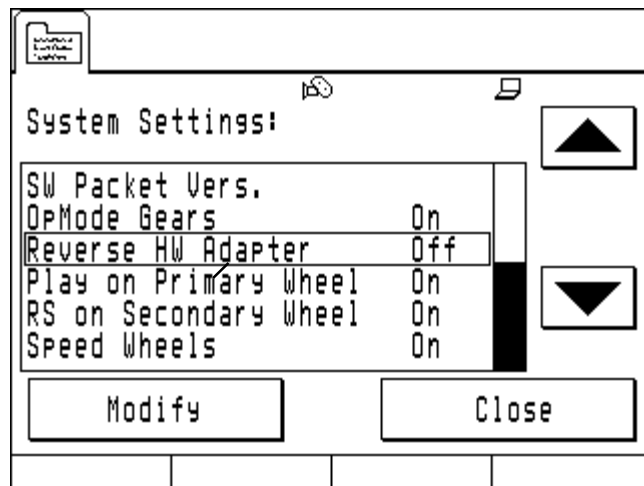 System Settings:
SW Packet Vers.
OpMode Gears On
Reverse HW Adapter Off
Play on Primary Wheel On
RS on Secondary Wheel On
Speed Wheels On
Modify Close